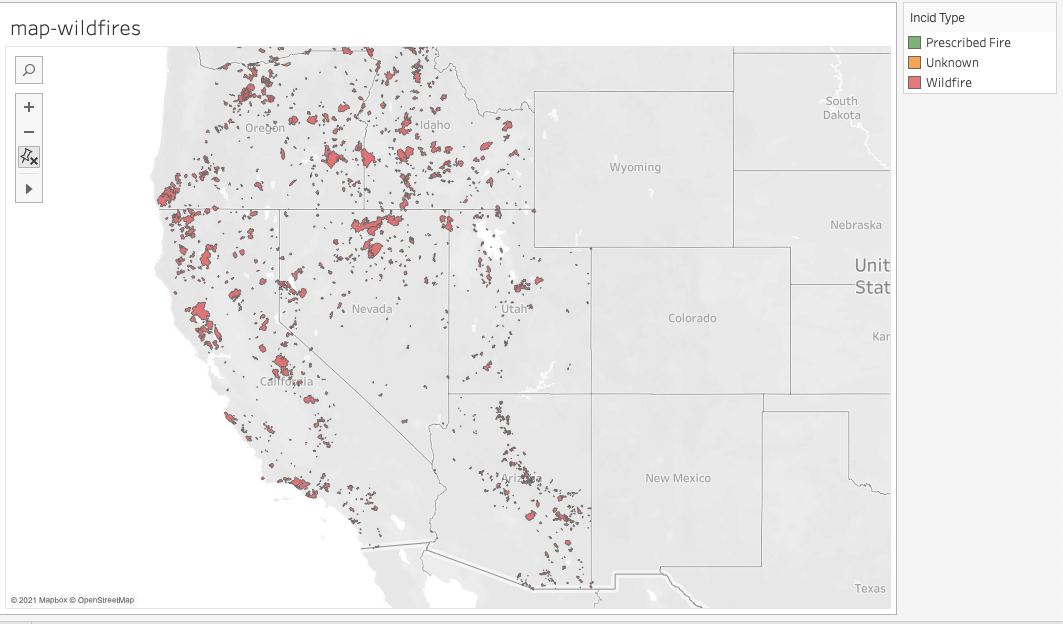 map-wildfires
Incid Type
Prescribed Fire
Unknown
Wildfire
Oregon
Idaho
South
Dakota
Wyoming
Nebraska
Unit
Stat
Nevada
Utah
Colorado
Kar
California
Arizona
New Mexico
Texas
© 2021 Mapbox © OpenStreetMap